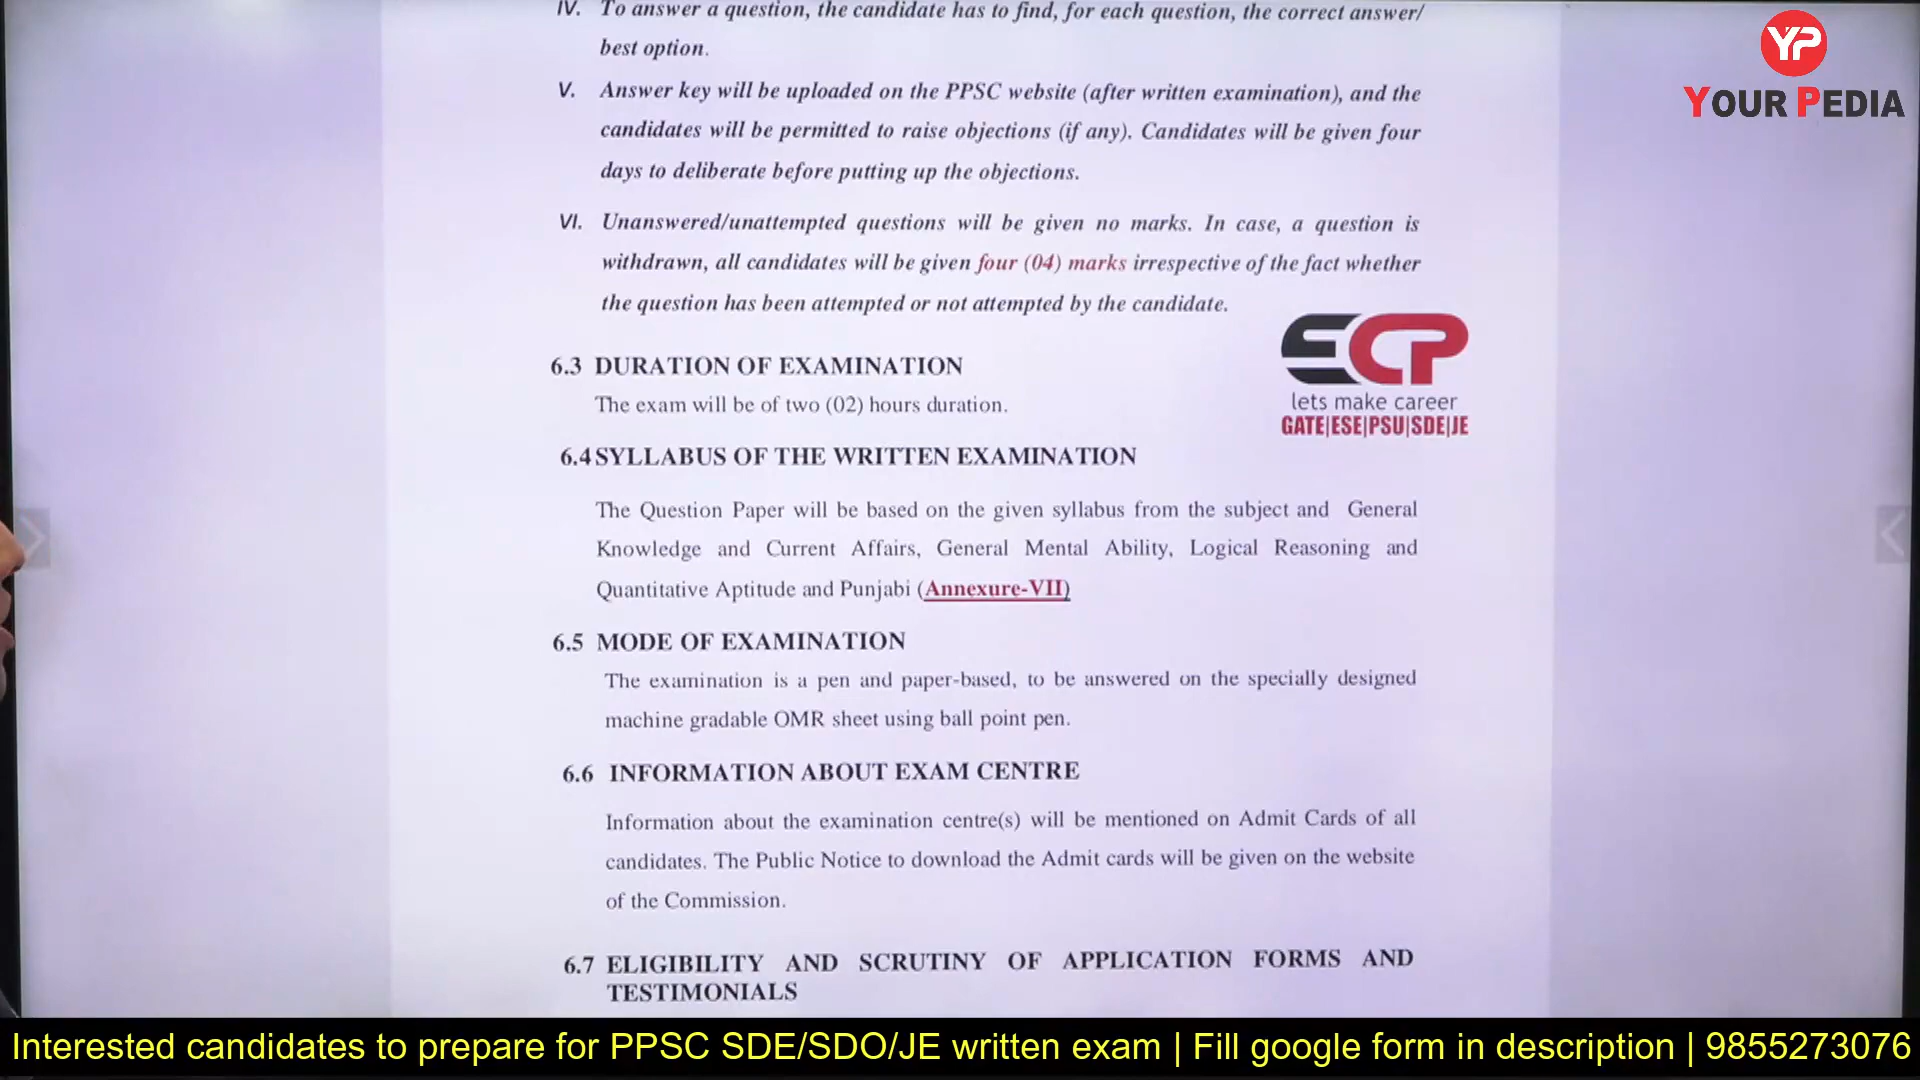 IV. To answer a question, the candidate has to find, for each question, the correct answer/
best option.
V. Answer key will be uploaded on the PPSC website (after written examination), and the
candidates will be permitted to raise objections (if any). Candidates will be given four
days to deliberate before putting up the objections.
VI. Unanswered/unattempted questions will be given no marks. In case, a question is
withdrawn, all candidates will be given four (04) marks irrespective of the fact whether
the question has been attempted or not attempted by the candidate.
6.3 DURATION OF EXAMINATION
The exam will be of two (02) hours duration.
6.4 SYLLABUS OF THE WRITTEN EXAMINATION
The Question Paper will be based on the given syllabus from the subject and General
Knowledge and Current Affairs, General Mental Ability, Logical Reasoning and
Quantitative Aptitude and Punjabi (Annexure-VII)
6.5 MODE OF EXAMINATION
The examination is a pen and paper-based, to be answered on the specially designed
machine gradable OMR sheet using ball point pen.
6.6 INFORMATION ABOUT EXAM CENTRE
Information about the examination centre(s) will be mentioned on Admit Cards of all
candidates. The Public Notice to download the Admit cards will be given on the website
of the Commission.
6.7 ELIGIBILITY AND SCRUTINY OF APPLICATION FORMS AND
TESTIMONIALS
YP
YOUR PEDIA
ECP
lets make career
GATE|ESE|PSU|SDE|JE
Interested candidates to prepare for PPSC SDE/SDO/JE written exam | Fill google form in description | 9855273076